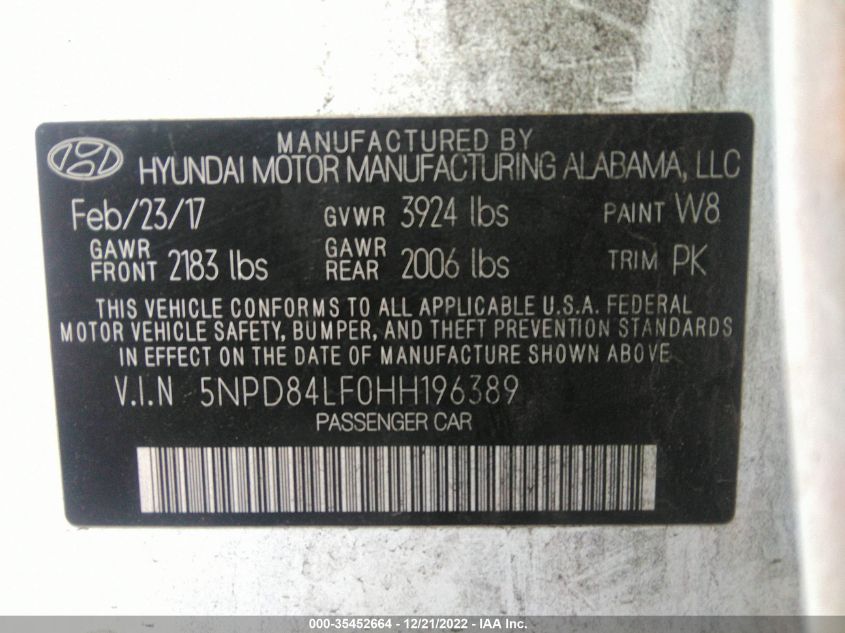 MANUFACTURED BY
HYUNDAI MOTOR MANUFACTURING ALABAMA, LLC
Feb/23/17 GVWR 3924 lbs PAINT W8
GAWR FRONT 2183 lbs GAWR REAR 2006 lbs TRIM PK
THIS VEHICLE CONFORMS TO ALL APPLICABLE U.S.A. FEDERAL
MOTOR VEHICLE SAFETY, BUMPER, AND THEFT PREVENTION STANDARDS
IN EFFECT ON THE DATE OF MANUFACTURE SHOWN ABOVE
V.I.N 5NPD84LF0HH196389
PASSENGER CAR
000-35452664 - 12/21/2022 - IAA Inc.